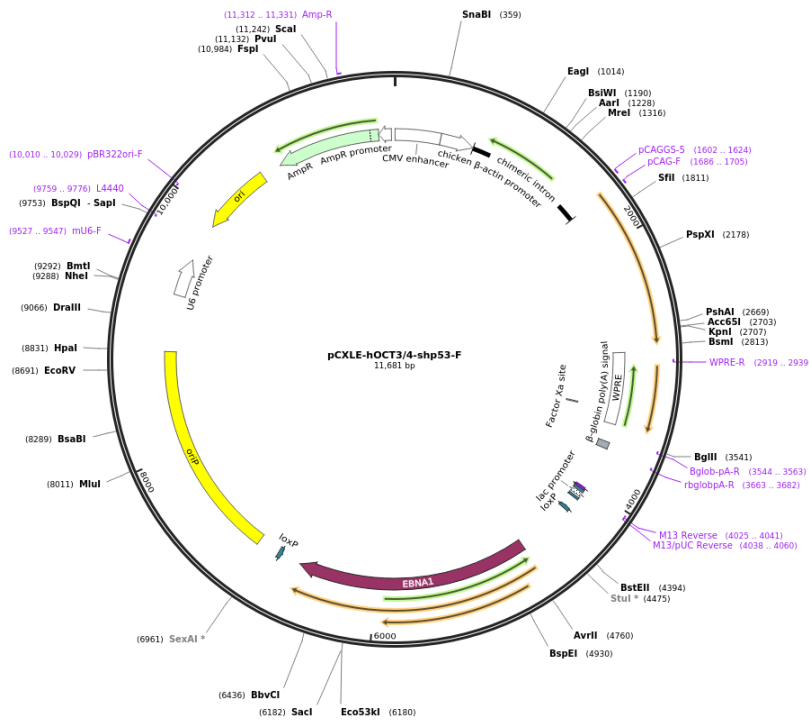 (11,312 .. 11,331) Amp-R
(11,242) ScaI
(11,132) PvuI
(10,984) FspI
SnaBI (359)
EagI (1014)
BsiWI (1190)
AarI (1228)
MreI (1316)
pCAGGS-5 (1602 .. 1624)
pCAG-F (1686 .. 1705)
SfiI (1811)
2000
PspXI (2178)
PshAI (2669)
Acc65I (2703)
KpnI (2707)
BsmI (2813)
WPRE-R (2919 .. 2939
BglII (3541)
Bglob-pA-R (3544 .. 3563)
rbglobpA-R (3663 .. 3682)
4000
M13 Reverse (4025 .. 4041)
M13/pUC Reverse (4038 .. 4060)
BstEII (4394)
StuI * (4475)
AvrII (4760)
BspEI (4930)
6000
Eco53kI (6180)
(6182) SacI
(6436) BbvCI
(6961) SexAI *
(8011) MluI
8000
(8289) BsaBI
(8691) EcoRV
(8831) HpaI
(9066) DraIII
(9288) NheI
(9292) BmtI
(9527 .. 9547) mU6-F
(9753) BspQI - SapI
(9759 .. 9776) L4440
10,000
(10,010 .. 10,029) pBR322ori-F
AmpR
AmpR promoter
CMV enhancer
chicken β-actin promoter
chimeric intron
ori
U6 promoter
pCXLE-hOCT3/4-shp53-F
11,681 bp
WPRE
β-globin poly(A) signal
Factor Xa site
lac promoter
loxP
EBNA1
loxP
oriP